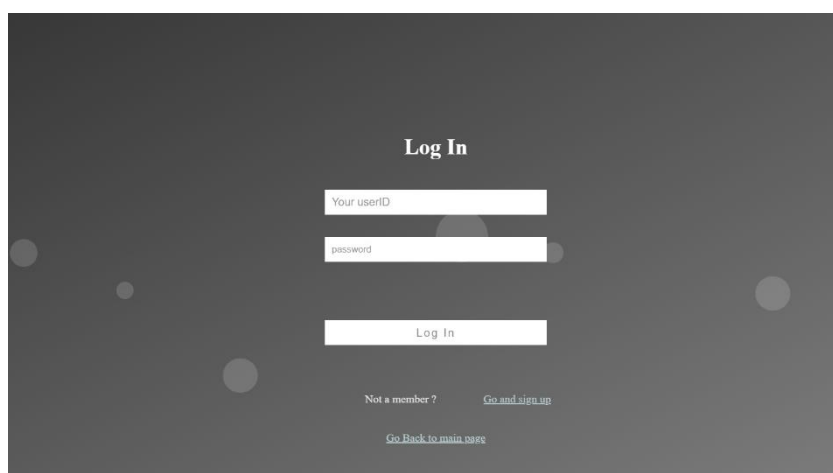 Log In
Your userID
password
Log In
Not a member ? Go and sign up
Go Back to main page